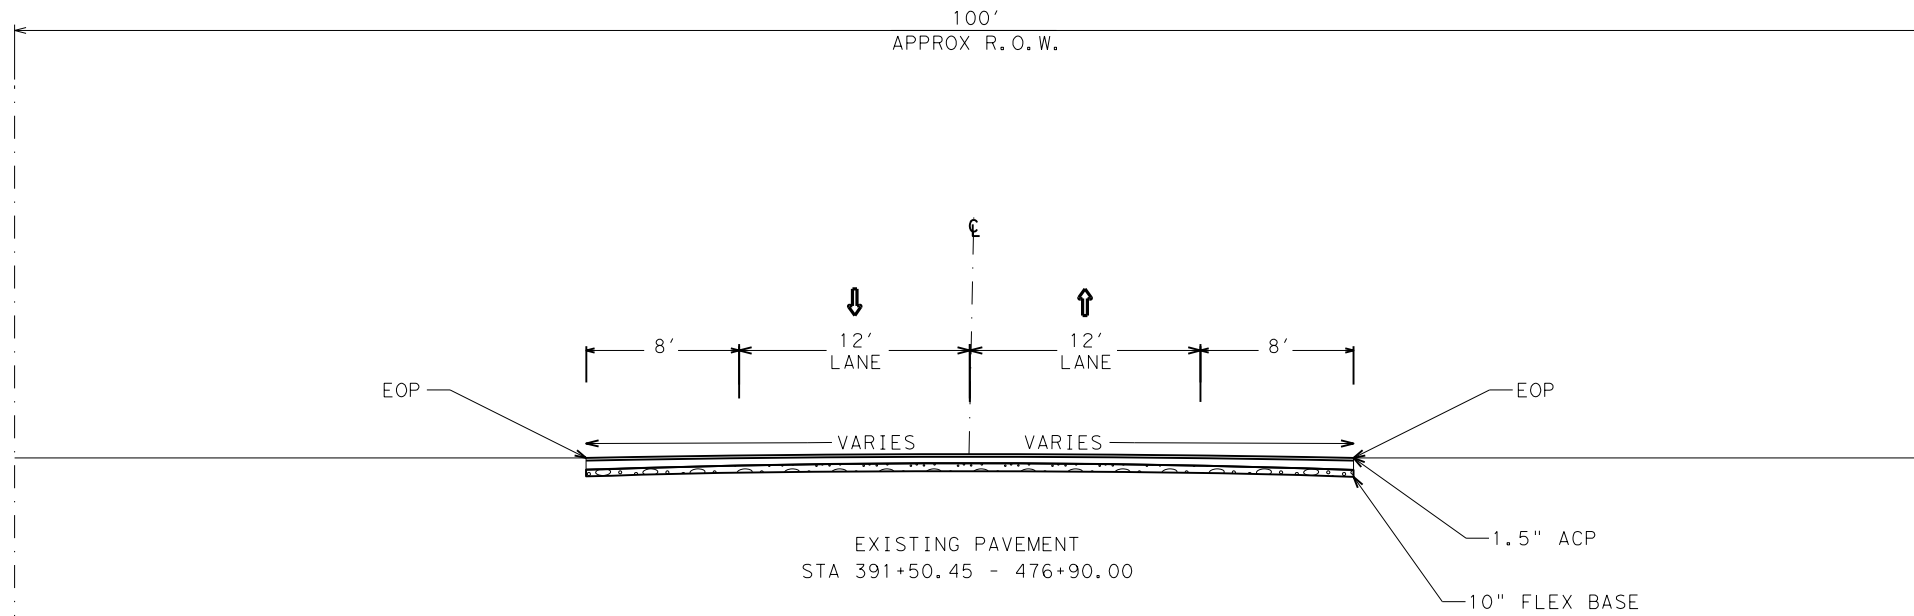 100'
APPROX R.O.W.
℄
8'
12'
LANE
12'
LANE
8'
EOP
EOP
VARIES
VARIES
1.5" ACP
EXISTING PAVEMENT
STA 391+50.45 - 476+90.00
10" FLEX BASE